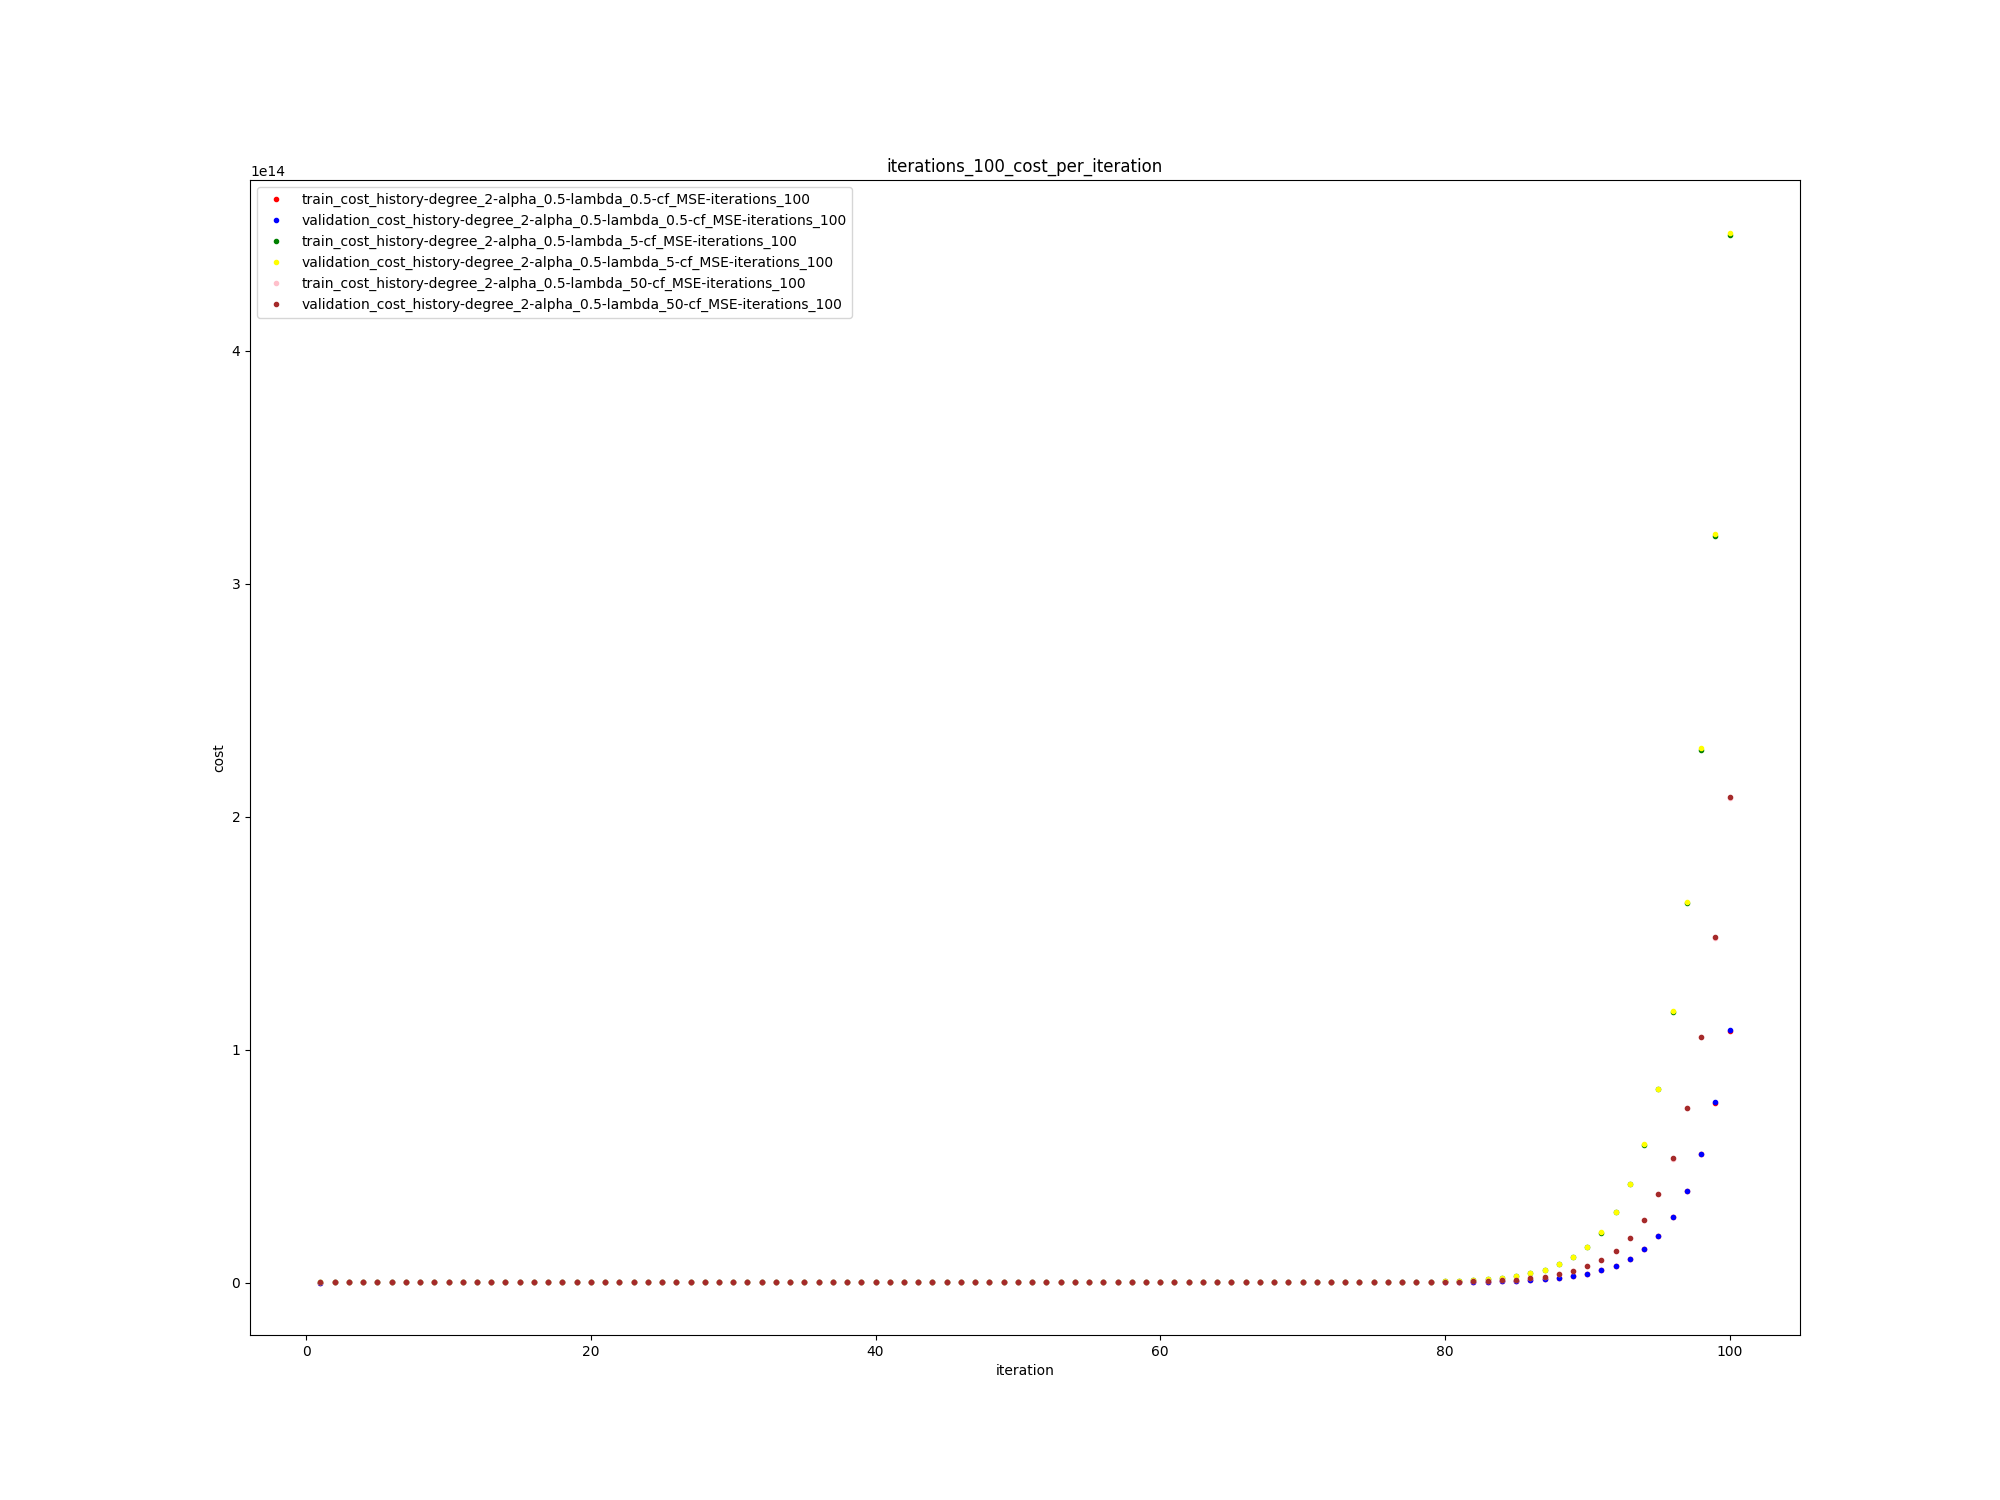 iterations_100_cost_per_iteration
1e14
train_cost_history-degree_2-alpha_0.5-lambda_0.5-cf_MSE-iterations_100
validation_cost_history-degree_2-alpha_0.5-lambda_0.5-cf_MSE-iterations_100
train_cost_history-degree_2-alpha_0.5-lambda_5-cf_MSE-iterations_100
validation_cost_history-degree_2-alpha_0.5-lambda_5-cf_MSE-iterations_100
train_cost_history-degree_2-alpha_0.5-lambda_50-cf_MSE-iterations_100
validation_cost_history-degree_2-alpha_0.5-lambda_50-cf_MSE-iterations_100
4
3
2
1
0
cost
0 20 40 60 80 100
iteration